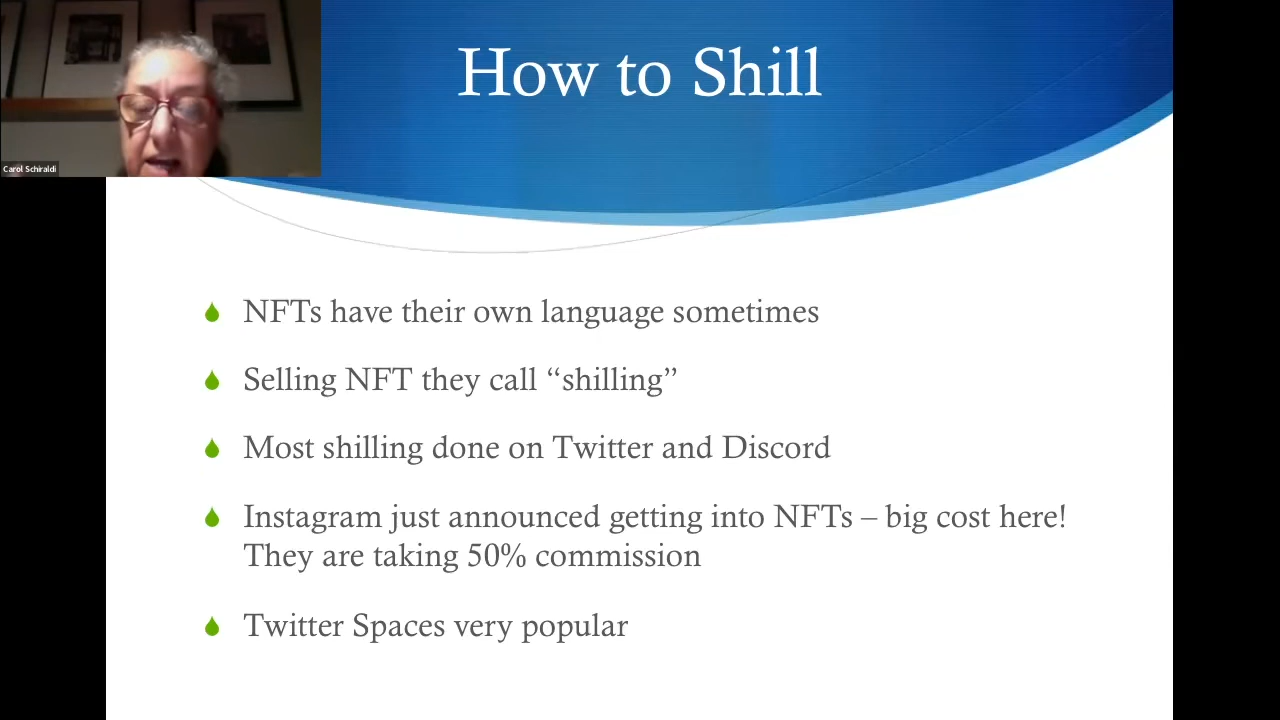 How to Shill
Carol Schiraldi
NFTs have their own language sometimes
Selling NFT they call “shilling”
Most shilling done on Twitter and Discord
Instagram just announced getting into NFTs – big cost here!
They are taking 50% commission
Twitter Spaces very popular